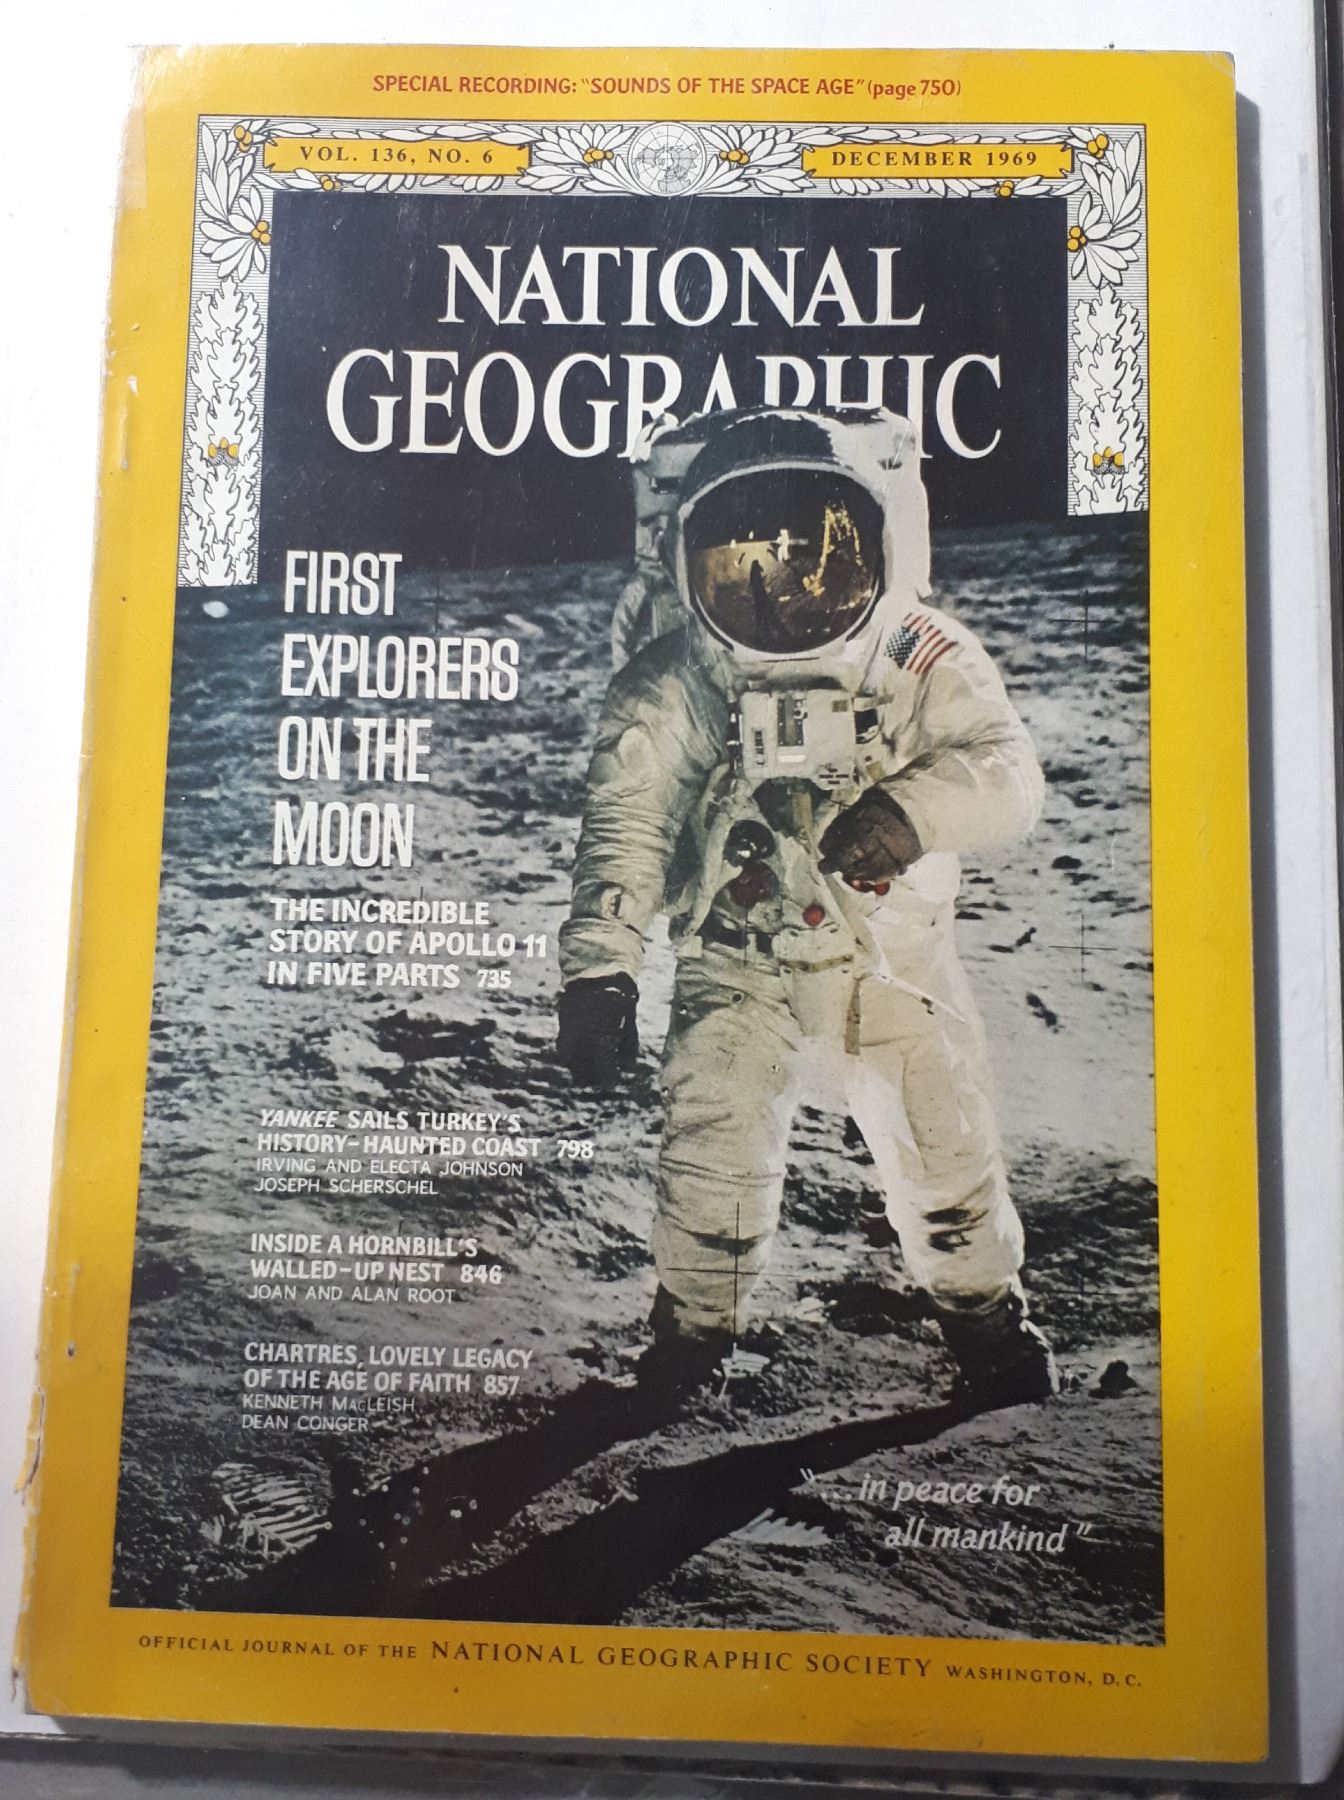 SPECIAL RECORDING: "SOUNDS OF THE SPACE AGE" (page 750)
VOL. 136, NO. 6
DECEMBER 1969
NATIONAL
GEOGRAPHIC
FIRST
EXPLORERS
ON THE
MOON
THE INCREDIBLE
STORY OF APOLLO 11
IN FIVE PARTS 735
YANKEE SAILS TURKEY'S
HISTORY-HAUNTED COAST 798
IRVING AND ELECTA JOHNSON
JOSEPH SCHERSCHEL
INSIDE A HORNBILL'S
WALLED-UP NEST 846
JOAN AND ALAN ROOT
CHARTRES, LOVELY LEGACY
OF THE AGE OF FAITH 857
KENNETH MacLEISH
DEAN CONGER
"...in peace for
all mankind"
OFFICIAL JOURNAL OF THE NATIONAL GEOGRAPHIC SOCIETY WASHINGTON, D.C.